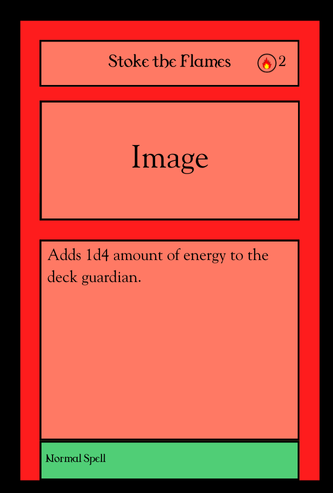 Stoke the Flames 2
Image
Adds 1d4 amount of energy to the
deck guardian.
Normal Spell